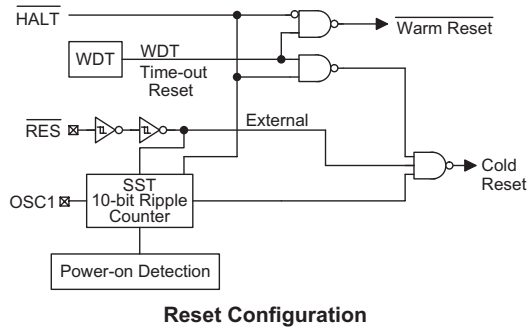 HALT
Warm Reset
WDT
WDT
Time-out
Reset
RES
External
Cold
Reset
OSC1
SST
10-bit Ripple
Counter
Power-on Detection
Reset Configuration